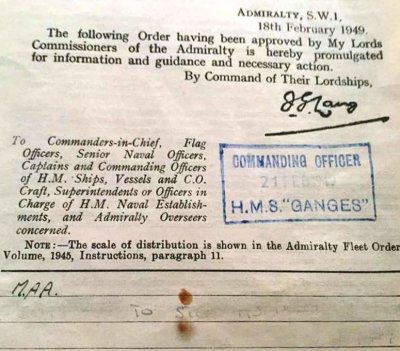 ADMIRALTY, S.W.1.
18th February 1949.
The following Order having been approved by My Lords
Commissioners of the Admiralty is hereby promulgated
for information and guidance and necessary action.
By Command of Their Lordships,
To Commanders-in-Chief, Flag
Officers, Senior Naval Officers,
Captains and Commanding Officers
of H.M. Ships, Vessels and C.O.
Craft, Superintendents or Officers in
Charge of H.M. Naval Establish-
ments, and Admiralty Overseers
concerned.
COMMANDING OFFICER
21 FEB
H.M.S. "GANGES"
NOTE:—The scale of distribution is shown in the Admiralty Fleet Order
Volume, 1945, Instructions, paragraph 11.
M.A.A.
TO